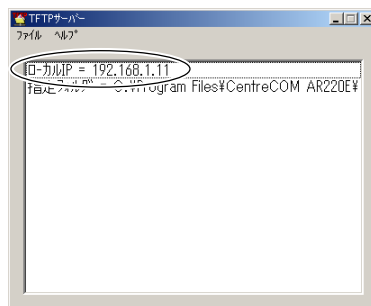 TFTPサーバー
ファイル ヘルプ
ローカルIP = 192.168.1.11
指定フォルダ = C:¥Program Files¥CentreCOM AR220E¥